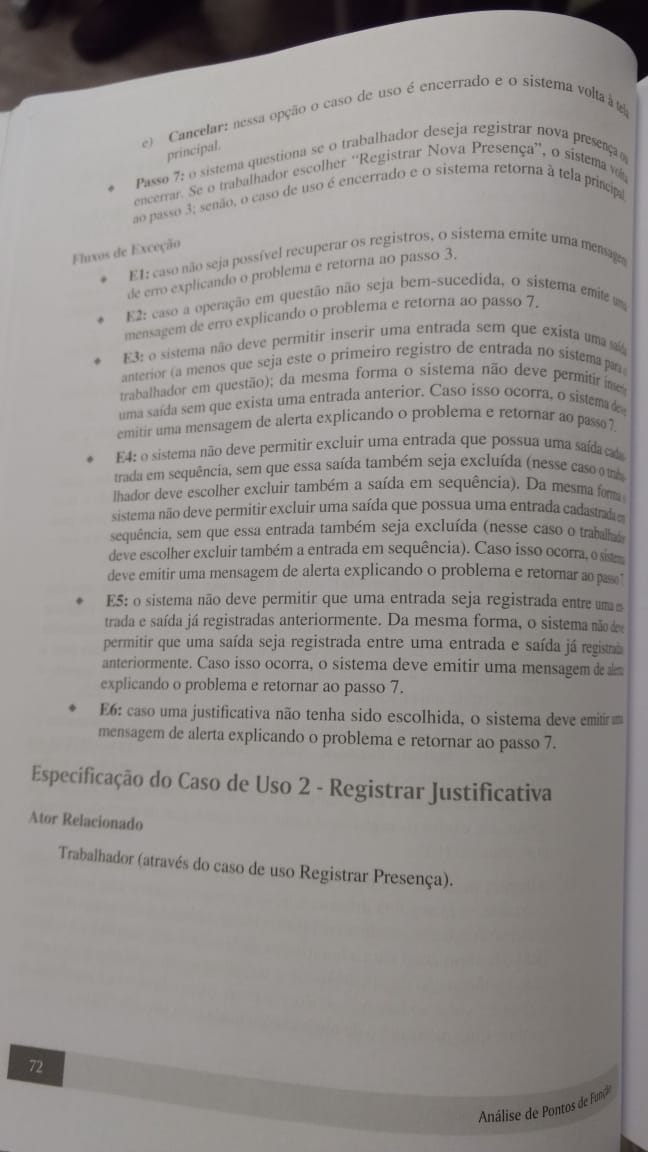 e) Cancelar: nessa opção o caso de uso é encerrado e o sistema volta à tela
principal.
◆ Passo 7: o sistema questiona se o trabalhador deseja registrar nova presença ou
encerrar. Se o trabalhador escolher “Registrar Nova Presença”, o sistema volta
ao passo 3; senão, o caso de uso é encerrado e o sistema retorna à tela principal.
Fluxos de Exceção
◆ E1: caso não seja possível recuperar os registros, o sistema emite uma mensagem
de erro explicando o problema e retorna ao passo 3.
◆ E2: caso a operação em questão não seja bem-sucedida, o sistema emite uma
mensagem de erro explicando o problema e retorna ao passo 7.
◆ E3: o sistema não deve permitir inserir uma entrada sem que exista uma saída
anterior (a menos que seja este o primeiro registro de entrada no sistema para o
trabalhador em questão); da mesma forma o sistema não deve permitir inserir
uma saída sem que exista uma entrada anterior. Caso isso ocorra, o sistema deve
emitir uma mensagem de alerta explicando o problema e retornar ao passo 7.
◆ E4: o sistema não deve permitir excluir uma entrada que possua uma saída cadas-
trada em sequência, sem que essa saída também seja excluída (nesse caso o traba-
lhador deve escolher excluir também a saída em sequência). Da mesma forma o
sistema não deve permitir excluir uma saída que possua uma entrada cadastrada em
sequência, sem que essa entrada também seja excluída (nesse caso o trabalhador
deve escolher excluir também a entrada em sequência). Caso isso ocorra, o sistema
deve emitir uma mensagem de alerta explicando o problema e retornar ao passo 7.
◆ E5: o sistema não deve permitir que uma entrada seja registrada entre uma en-
trada e saída já registradas anteriormente. Da mesma forma, o sistema não deve
permitir que uma saída seja registrada entre uma entrada e saída já registradas
anteriormente. Caso isso ocorra, o sistema deve emitir uma mensagem de alerta
explicando o problema e retornar ao passo 7.
◆ E6: caso uma justificativa não tenha sido escolhida, o sistema deve emitir uma
mensagem de alerta explicando o problema e retornar ao passo 7.
Especificação do Caso de Uso 2 - Registrar Justificativa
Ator Relacionado
Trabalhador (através do caso de uso Registrar Presença).
72
Análise de Pontos de Função